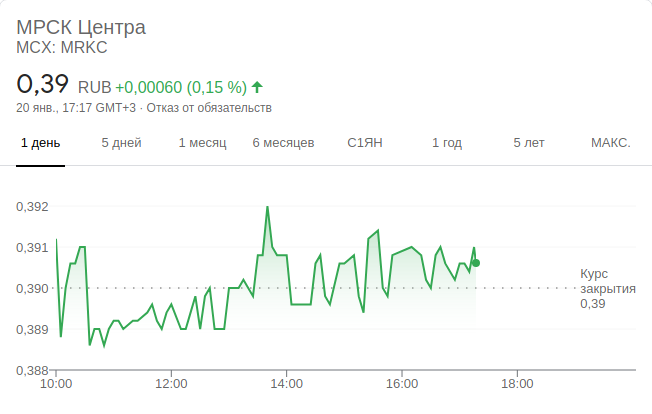 МРСК Центра
MCX: MRKC
0,39 RUB +0,00060 (0,15 %)
20 янв., 17:17 GMT+3 · Отказ от обязательств
1 день 5 дней 1 месяц 6 месяцев С1ЯН 1 год 5 лет МАКС.
0,392
0,391
0,390
0,389
0,388
Курс
закрытия
0,39
10:00 12:00 14:00 16:00 18:00